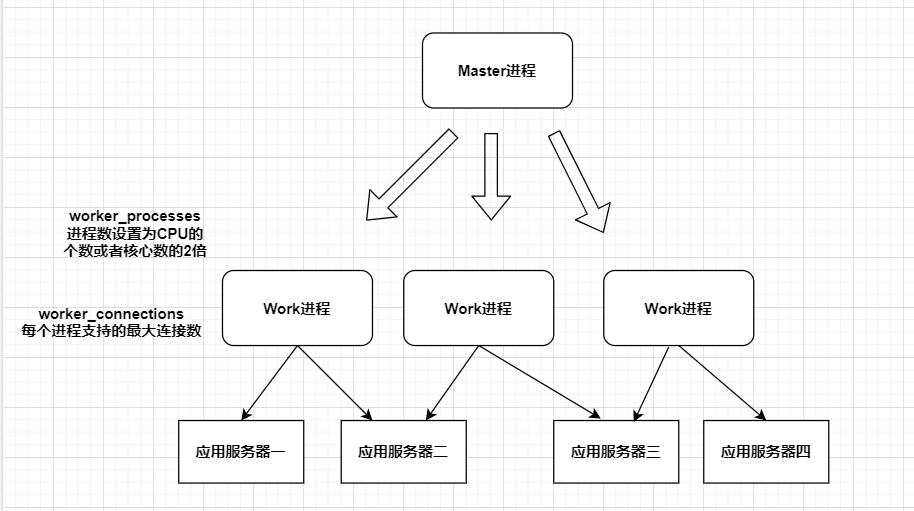 Master进程
worker_processes
进程数设置为CPU的
个数或者核心数的2倍
worker_connections
每个进程支持的最大连接数
Work进程
Work进程
Work进程
应用服务器一
应用服务器二
应用服务器三
应用服务器四